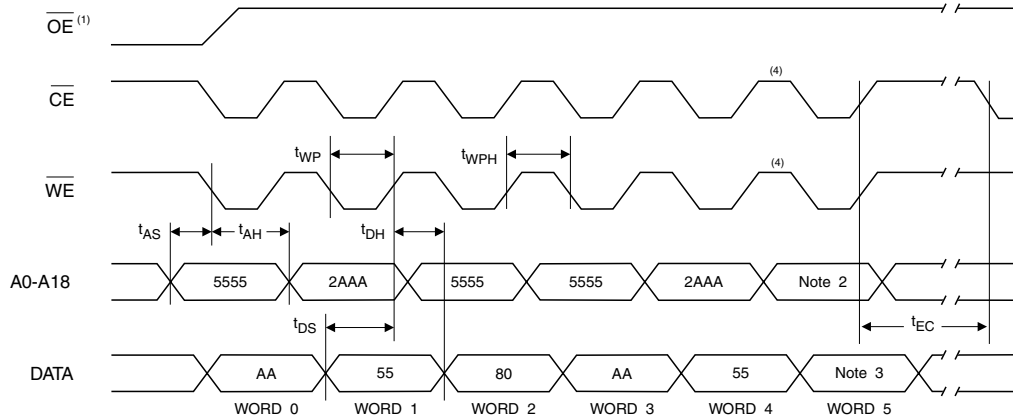 OE (1)
CE (4)
tWP tWPH
WE (4)
tAS tAH tDH
A0-A18 5555 2AAA 5555 5555 2AAA Note 2
tDS tEC
DATA AA 55 80 AA 55 Note 3
WORD 0 WORD 1 WORD 2 WORD 3 WORD 4 WORD 5